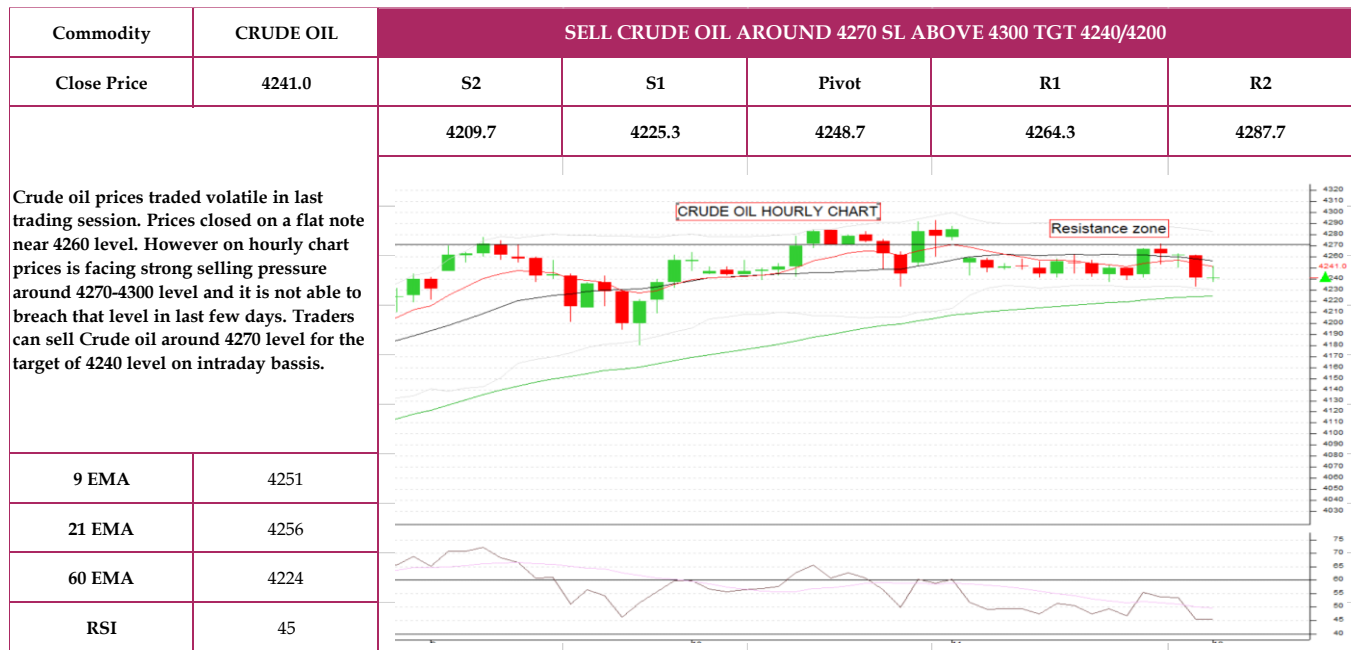 Commodity
CRUDE OIL
SELL CRUDE OIL AROUND 4270 SL ABOVE 4300 TGT 4240/4200
Close Price
4241.0
S2
S1
Pivot
R1
R2
4209.7
4225.3
4248.7
4264.3
4287.7
Crude oil prices traded volatile in last
trading session. Prices closed on a flat note
near 4260 level. However on hourly chart
prices is facing strong selling pressure
around 4270-4300 level and it is not able to
breach that level in last few days. Traders
can sell Crude oil around 4270 level for the
target of 4240 level on intraday bassis.
CRUDE OIL HOURLY CHART
Resistance zone
4320
4310
4300
4290
4280
4270
4260
4241.0
4240
4230
4220
4210
4200
4190
4180
4170
4160
4150
4140
4130
4120
4110
4100
4090
4080
4070
4060
4050
4040
4030
75
70
65
60
55
50
45
40
9 EMA
4251
21 EMA
4256
60 EMA
4224
RSI
45